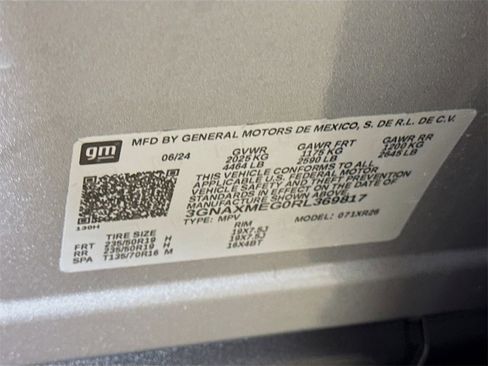 gm
MFD BY GENERAL MOTORS DE MEXICO, S. DE R.L. DE C.V.
06/24 GVWR GAWR FRT GAWR RR
2025 KG 1175 KG 1200 KG
4464 LB 2590 LB 2645 LB
THIS VEHICLE CONFORMS TO ALL
APPLICABLE U.S. FEDERAL MOTOR
VEHICLE SAFETY AND THEFT PREVENTION
STANDARDS IN EFFECT ON THE DATE OF
MANUFACTURE SHOWN ABOVE.
3GNAXMEG0RL369817
TYPE: MPV MODEL: 071XR26
130H
TIRE SIZE RIM
FRT 235/50R19 H 19X7.5J
RR 235/50R19 H 19X7.5J
SPA T135/70R16 M 16X4BT